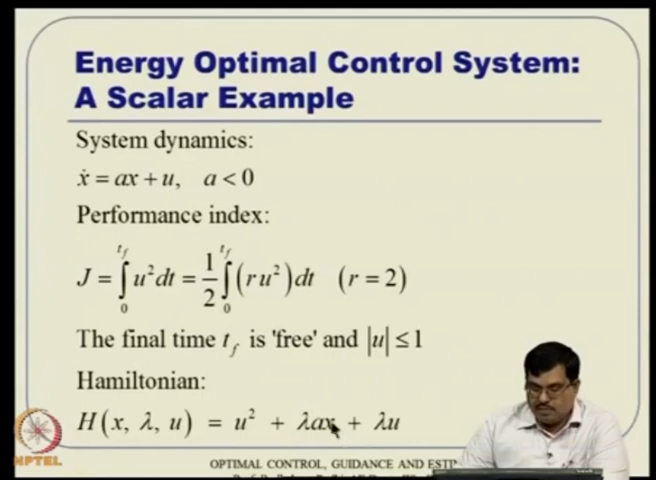 Energy Optimal Control System:
A Scalar Example
System dynamics:
ẋ = ax + u, a < 0
Performance index:
J = ∫₀^{t_f} u² dt = 1/2 ∫₀^{t_f} (r u²) dt (r = 2)
The final time t_f is 'free' and |u| ≤ 1
Hamiltonian:
H(x, λ, u) = u² + λax + λu
NPTEL
OPTIMAL CONTROL, GUIDANCE AND